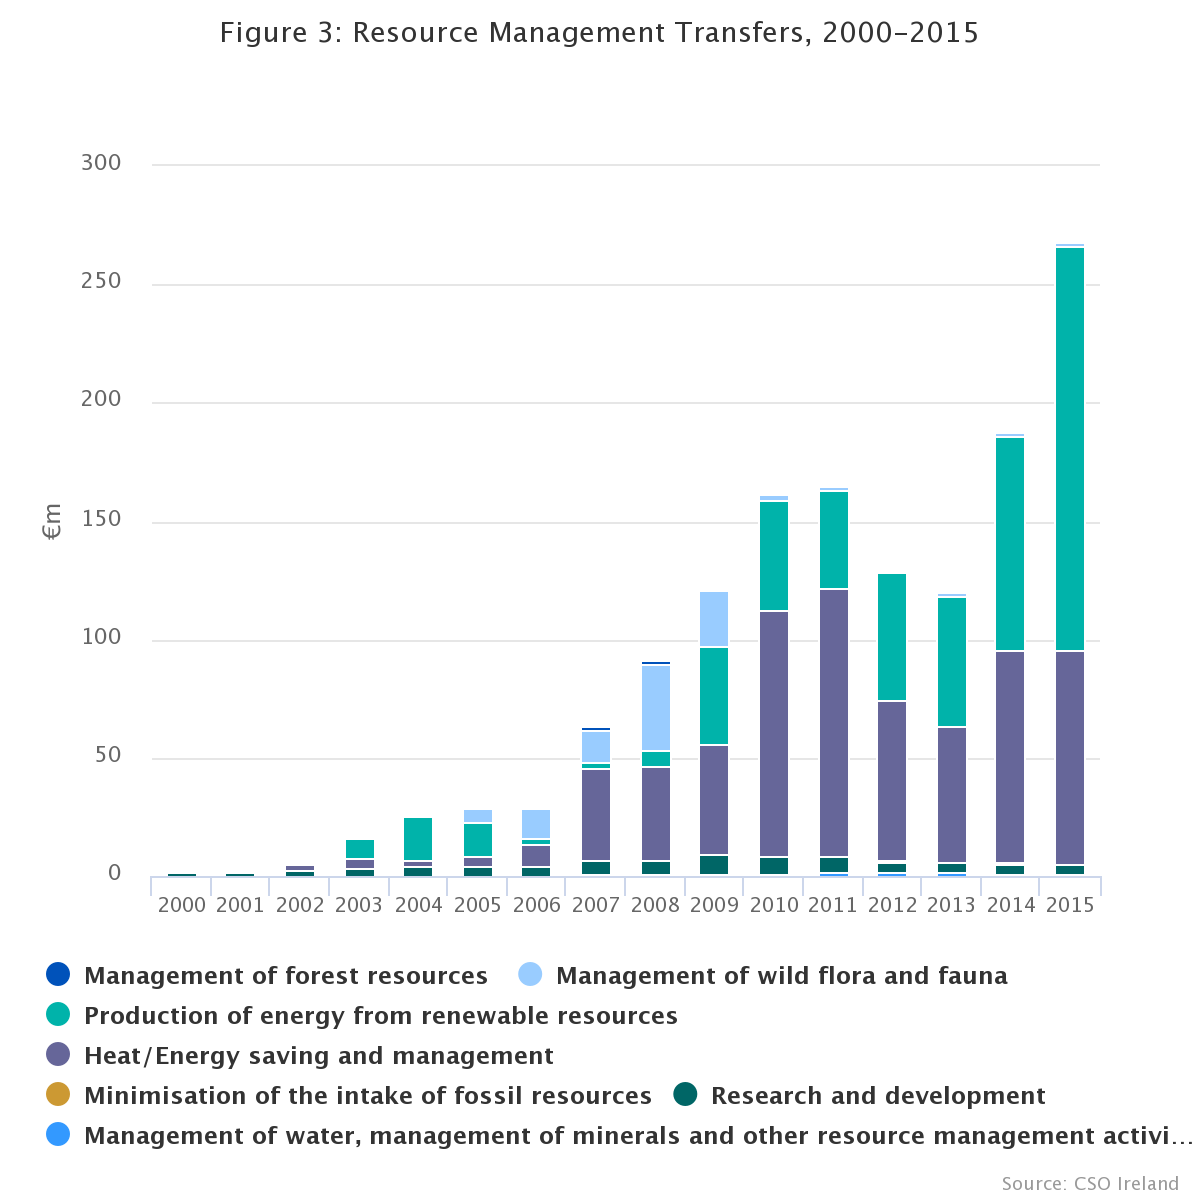 Figure 3: Resource Management Transfers, 2000–2015
300
250
200
150
100
50
0
€m
2000 2001 2002 2003 2004 2005 2006 2007 2008 2009 2010 2011 2012 2013 2014 2015
Management of forest resources Management of wild flora and fauna
Production of energy from renewable resources
Heat/Energy saving and management
Minimisation of the intake of fossil resources Research and development
Management of water, management of minerals and other resource management activi…
Source: CSO Ireland